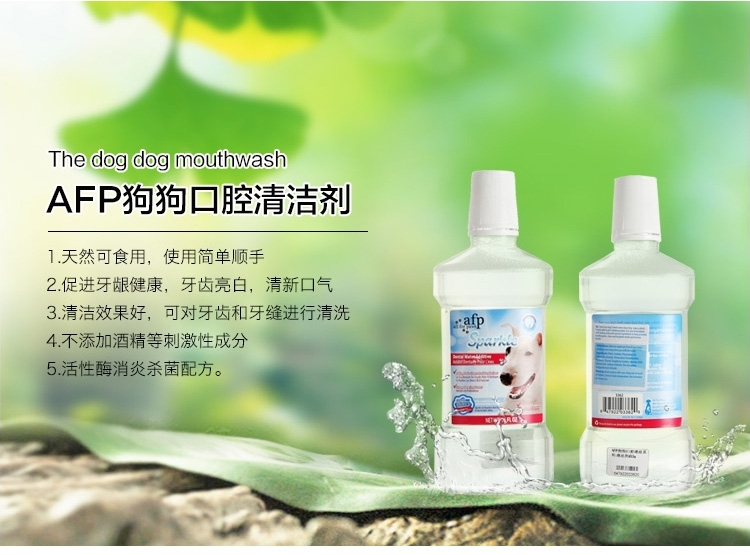 The dog dog mouthwash
AFP狗狗口腔清洁剂
1.天然可食用，使用简单顺手
2.促进牙龈健康，牙齿亮白，清新口气
3.清洁效果好，可对牙齿和牙缝进行清洗
4.不添加酒精等刺激性成分
5.活性酶消炎杀菌配方。
afp
Sparkle
Dental Water Additive